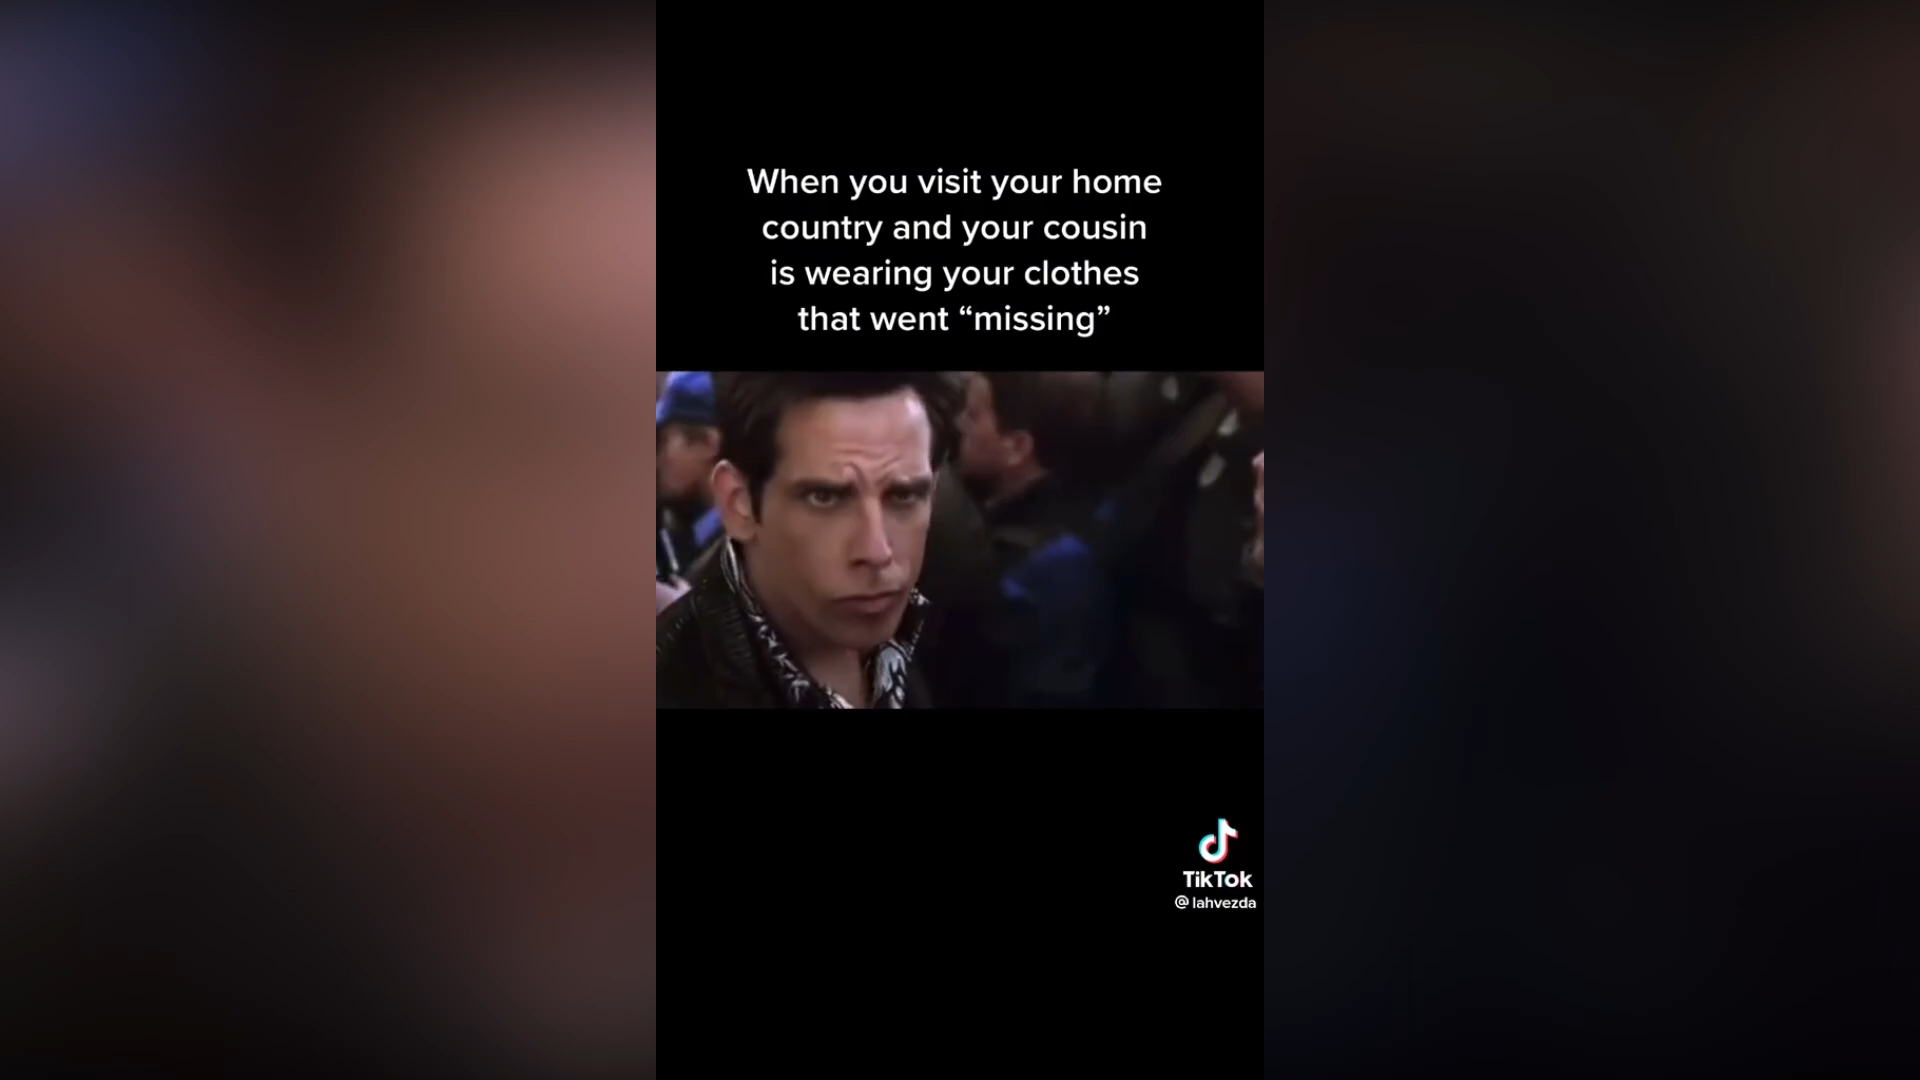 When you visit your home
country and your cousin
is wearing your clothes
that went “missing”
TikTok
@lahvezda